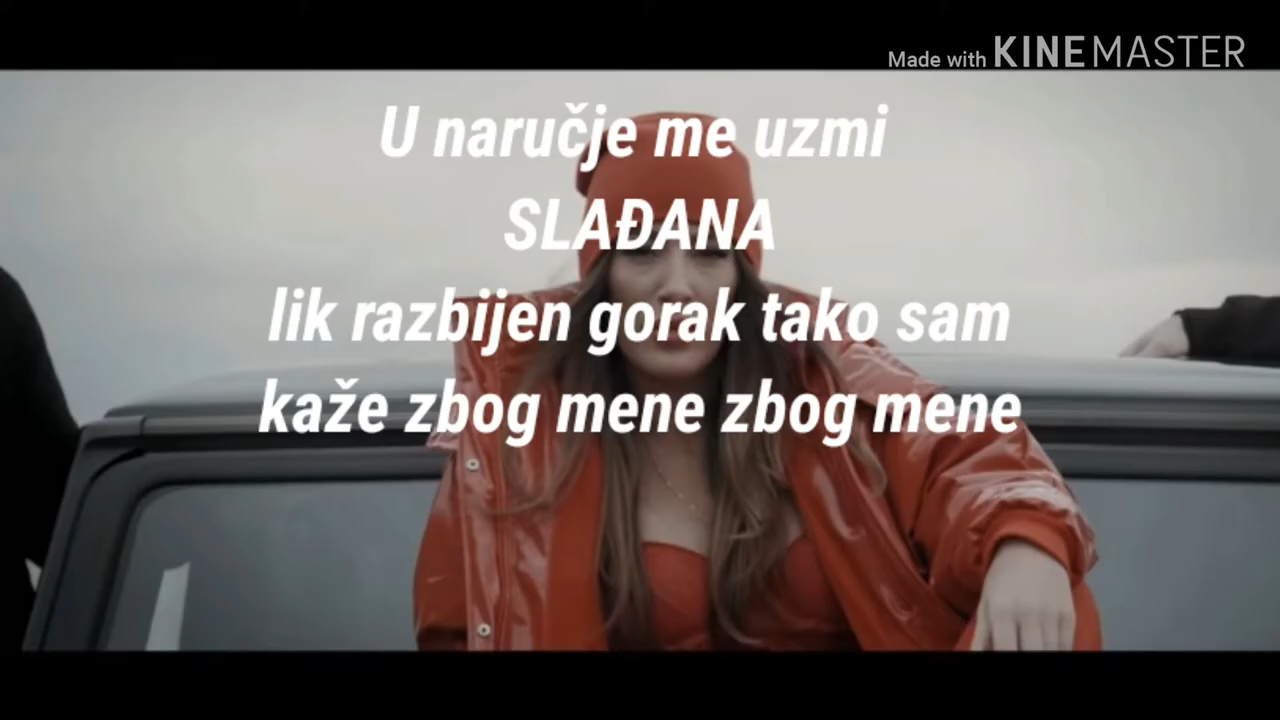 Made with KINEMASTER
U naručje me uzmi
SLAĐANA
lik razbijen gorak tako sam
kaže zbog mene zbog mene